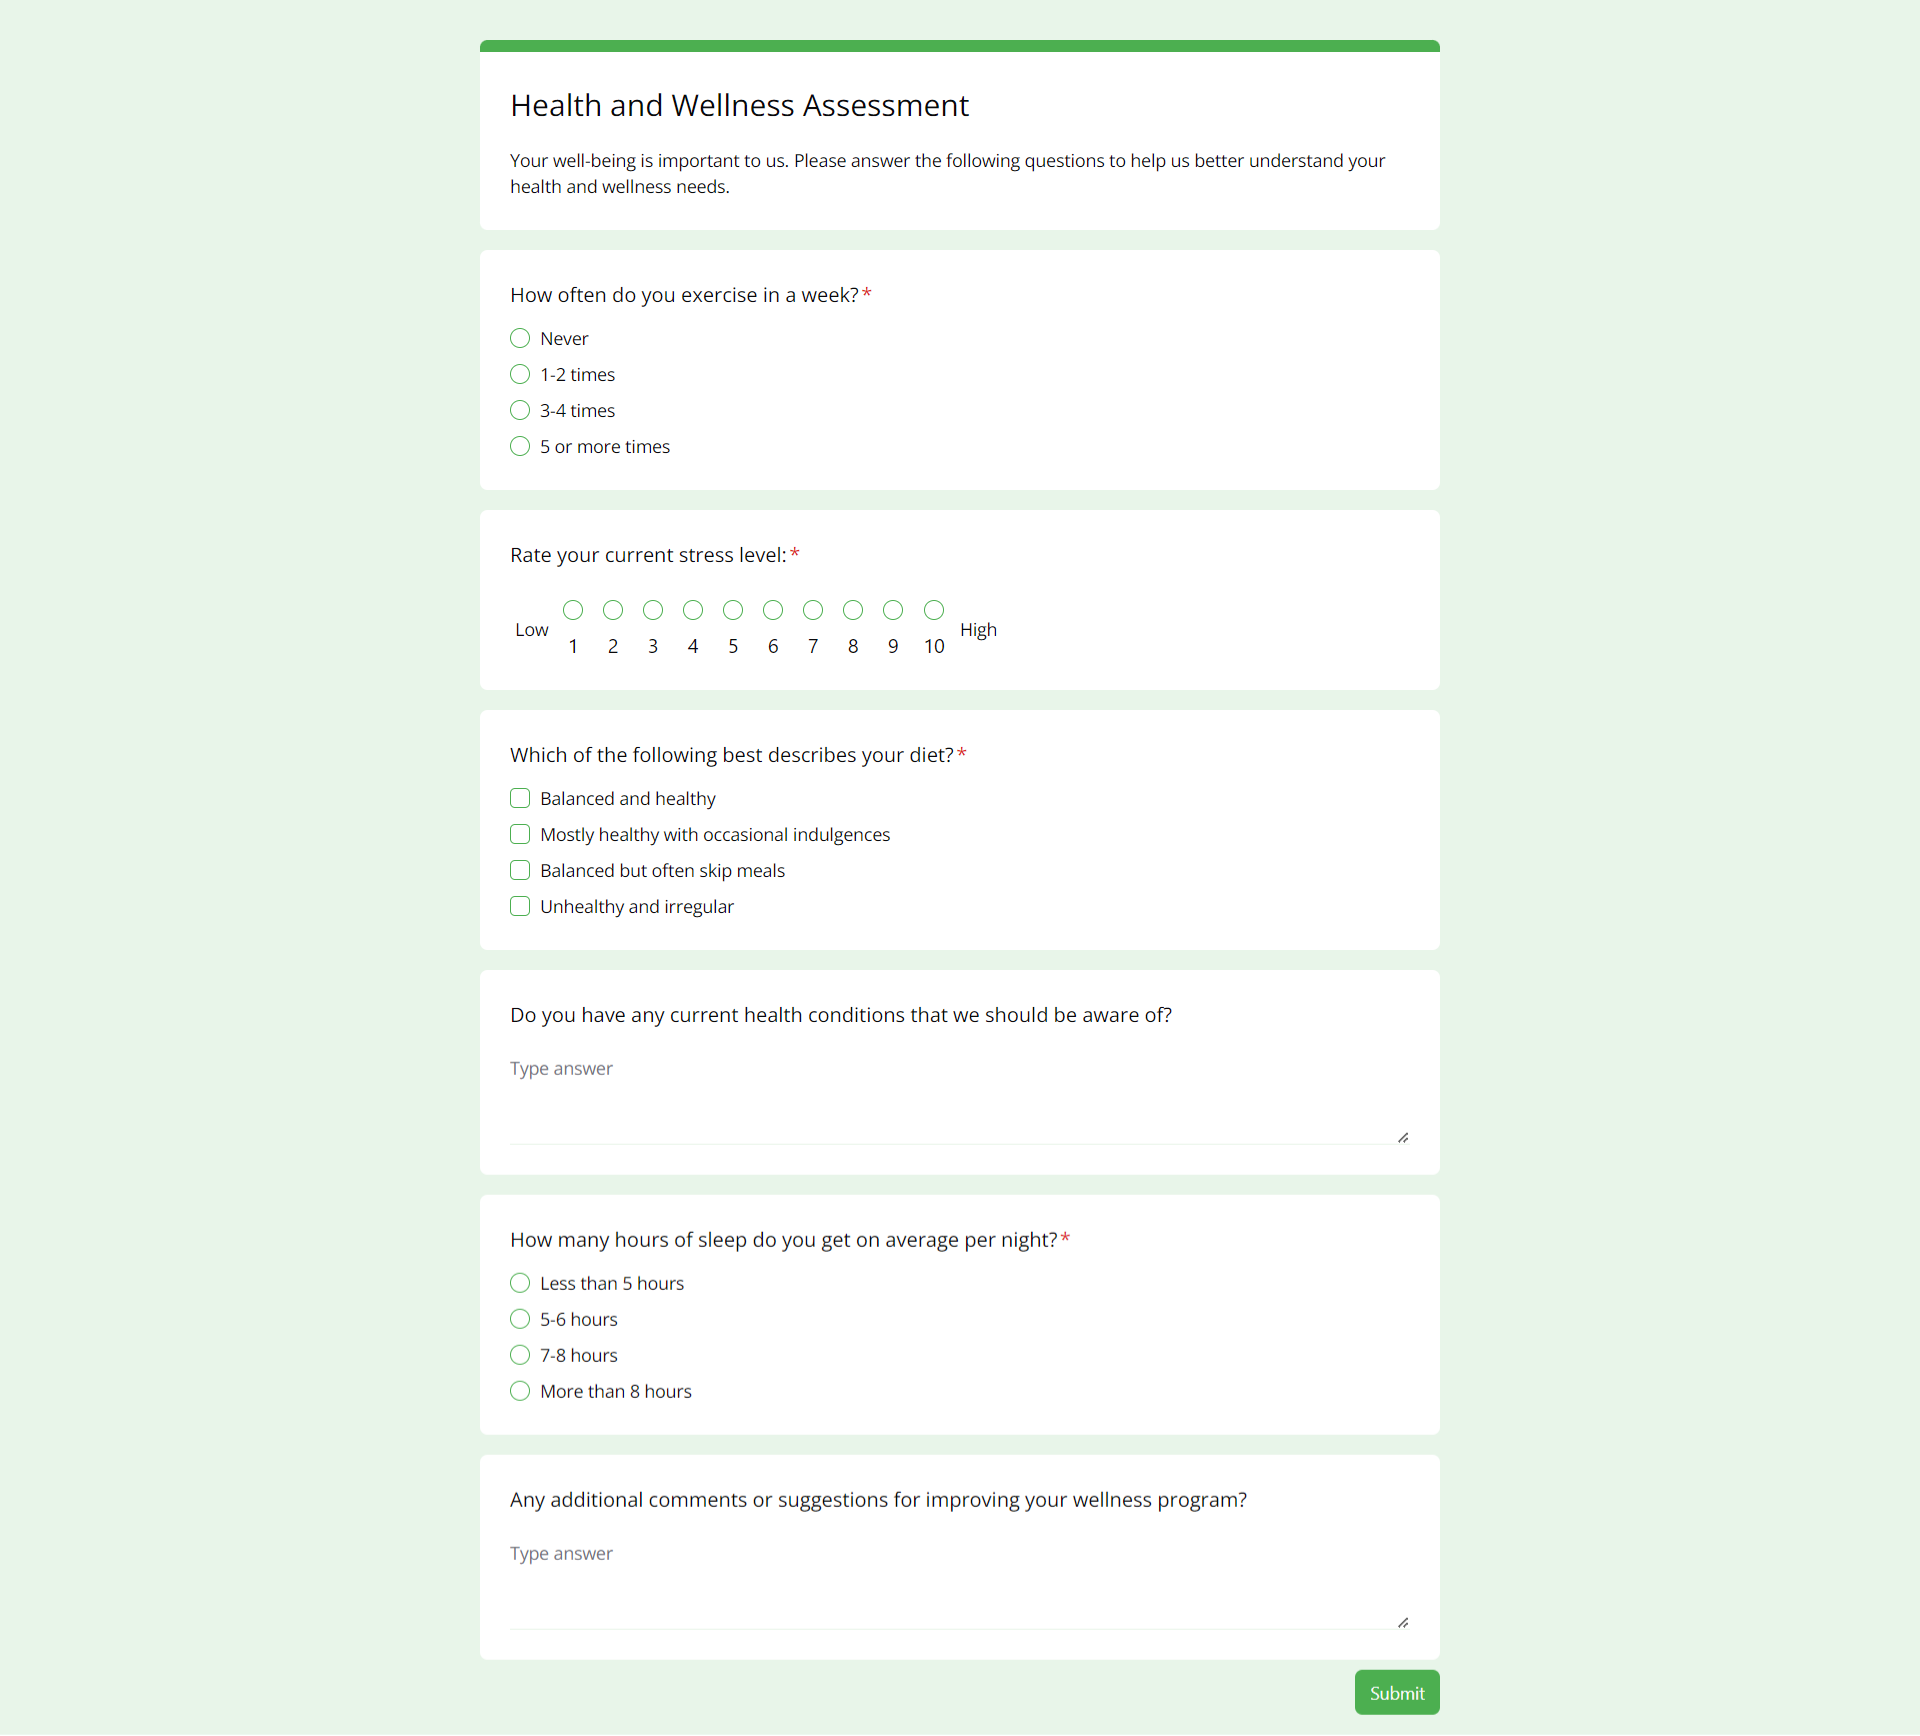 Health and Wellness Assessment
Your well-being is important to us. Please answer the following questions to help us better understand your
health and wellness needs.
How often do you exercise in a week?*
Never
1-2 times
3-4 times
5 or more times
Rate your current stress level:*
Low 1 2 3 4 5 6 7 8 9 10 High
Which of the following best describes your diet?*
Balanced and healthy
Mostly healthy with occasional indulgences
Balanced but often skip meals
Unhealthy and irregular
Do you have any current health conditions that we should be aware of?
Type answer
How many hours of sleep do you get on average per night?*
Less than 5 hours
5-6 hours
7-8 hours
More than 8 hours
Any additional comments or suggestions for improving your wellness program?
Type answer
Submit